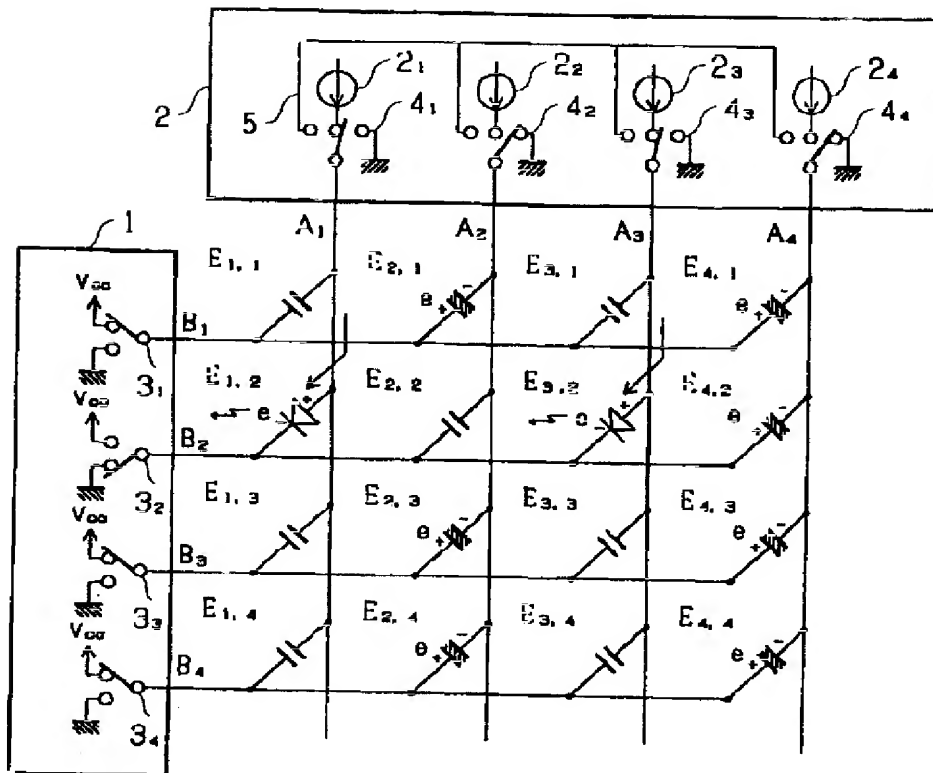 2₁ 2₂ 2₃ 2₄
2 5 4₁ 4₂ 4₃ 4₄
1 A₁ A₂ A₃ A₄
E₁,₁ E₂,₁ E₃,₁ E₄,₁
Vcc e + - e + -
B₁
3₁ E₁,₂ E₂,₂ E₃,₂ E₄,₂
Vcc e + e + e + -
B₂
3₂ E₁,₃ E₂,₃ E₃,₃ E₄,₃
Vcc e + - e + -
B₃
3₃ E₁,₄ E₂,₄ E₃,₄ E₄,₄
Vcc e + - e + -
B₄
3₄